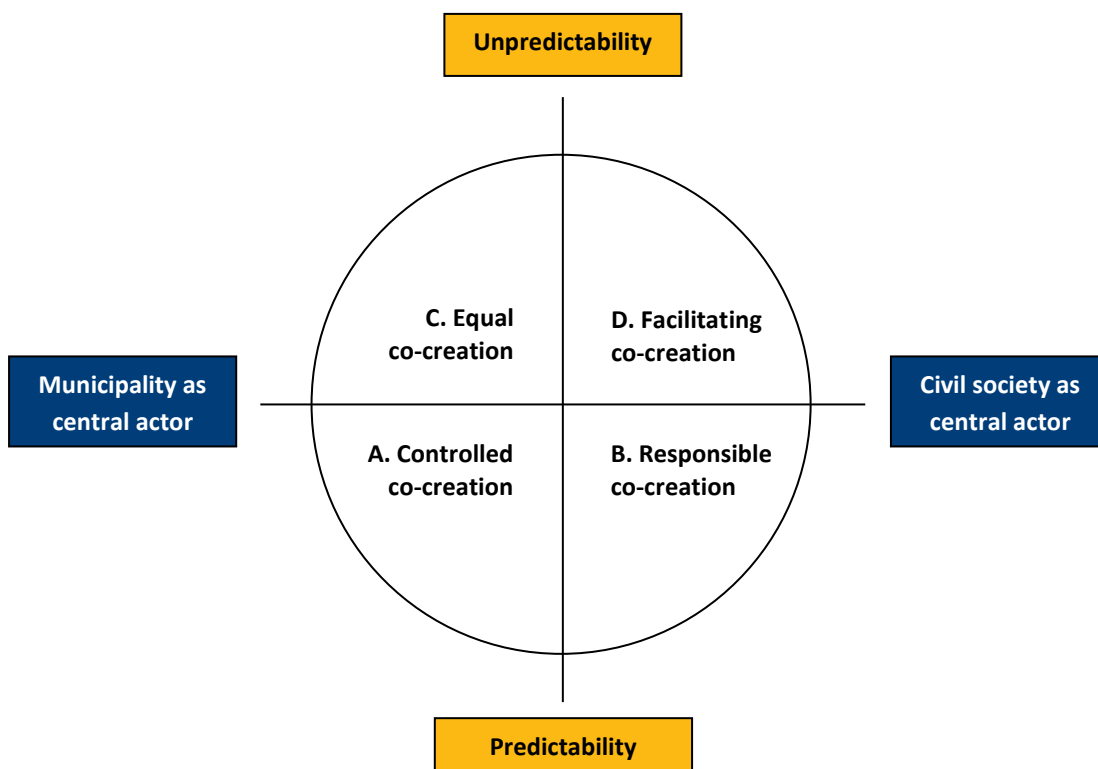 Unpredictability
C. Equal
co-creation
D. Facilitating
co-creation
Municipality as
central actor
Civil society as
central actor
A. Controlled
co-creation
B. Responsible
co-creation
Predictability